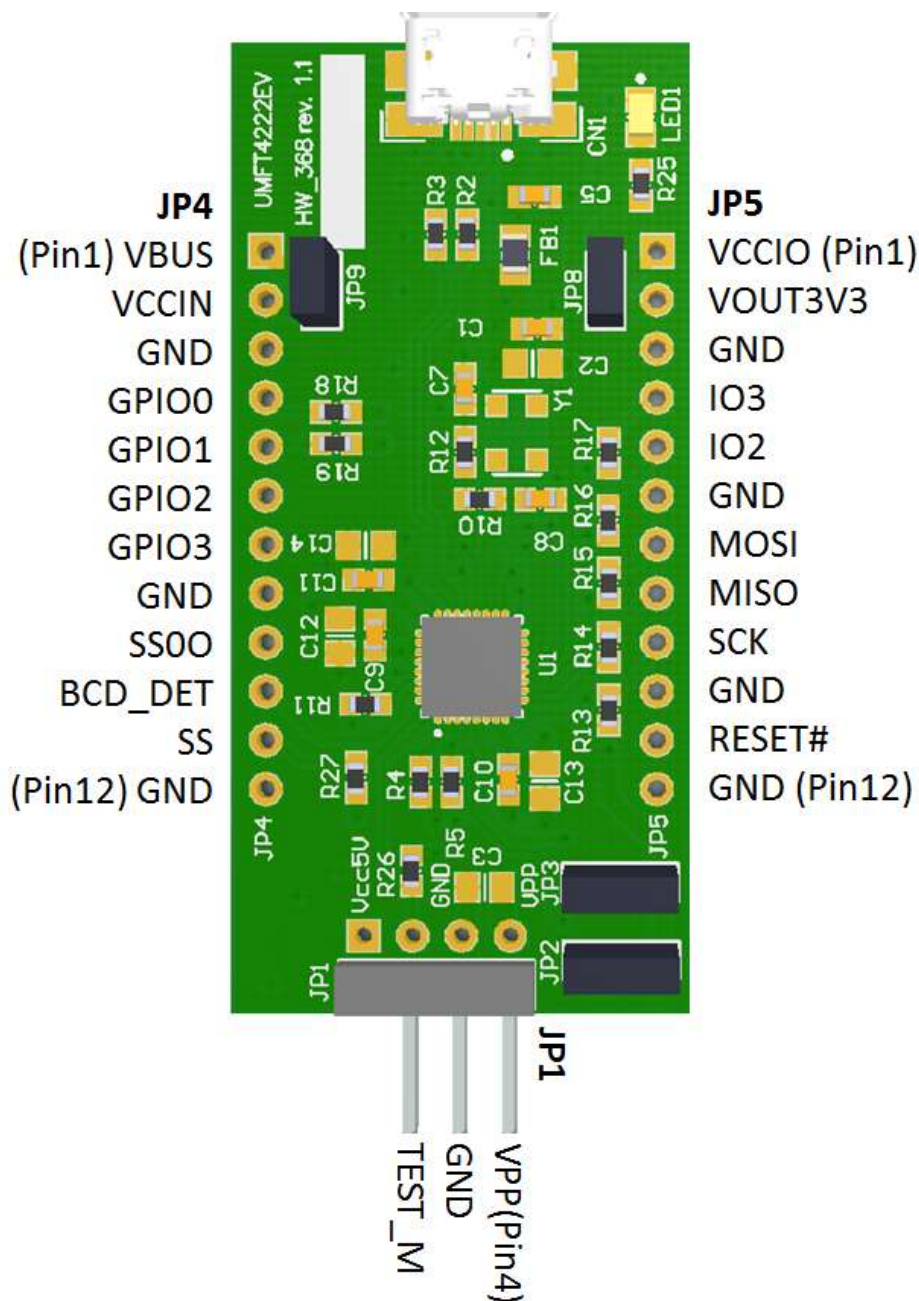 UMFT4222EV
HW_368 rev. 1.1
CN1
LED1
R25
JP4
(Pin1) VBUS
VCCIN
GND
GPIO0
GPIO1
GPIO2
GPIO3
GND
SS0O
BCD_DET
SS
(Pin12) GND
JP5
VCCIO (Pin1)
VOUT3V3
GND
IO3
IO2
GND
MOSI
MISO
SCK
GND
RESET#
GND (Pin12)
R3
R2
C5
FB1
JP9
JP8
C1
C2
C7
Y1
R18
R19
R12
R17
R10
C8
R16
C14
R15
C11
C12
C9
U1
R14
R11
R13
R27
R4
C10
C13
JP4
JP5
Vcc5V
R26
GND
R5
C3
VPP
JP3
JP2
JP1
JP1
TEST_M
GND
VPP(Pin4)